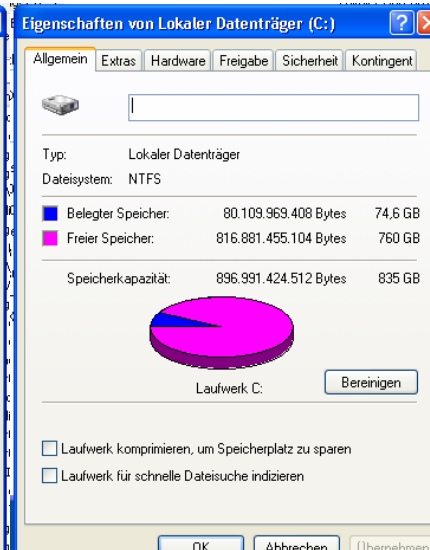 Eigenschaften von Lokaler Datenträger (C:)
Allgemein Extras Hardware Freigabe Sicherheit Kontingent
Typ: Lokaler Datenträger
Dateisystem: NTFS
Belegter Speicher: 80.109.969.408 Bytes 74,6 GB
Freier Speicher: 816.881.455.104 Bytes 760 GB
Speicherkapazität: 896.991.424.512 Bytes 835 GB
Laufwerk C: Bereinigen
Laufwerk komprimieren, um Speicherplatz zu sparen
Laufwerk für schnelle Dateisuche indizieren
OK Abbrechen Übernehmen